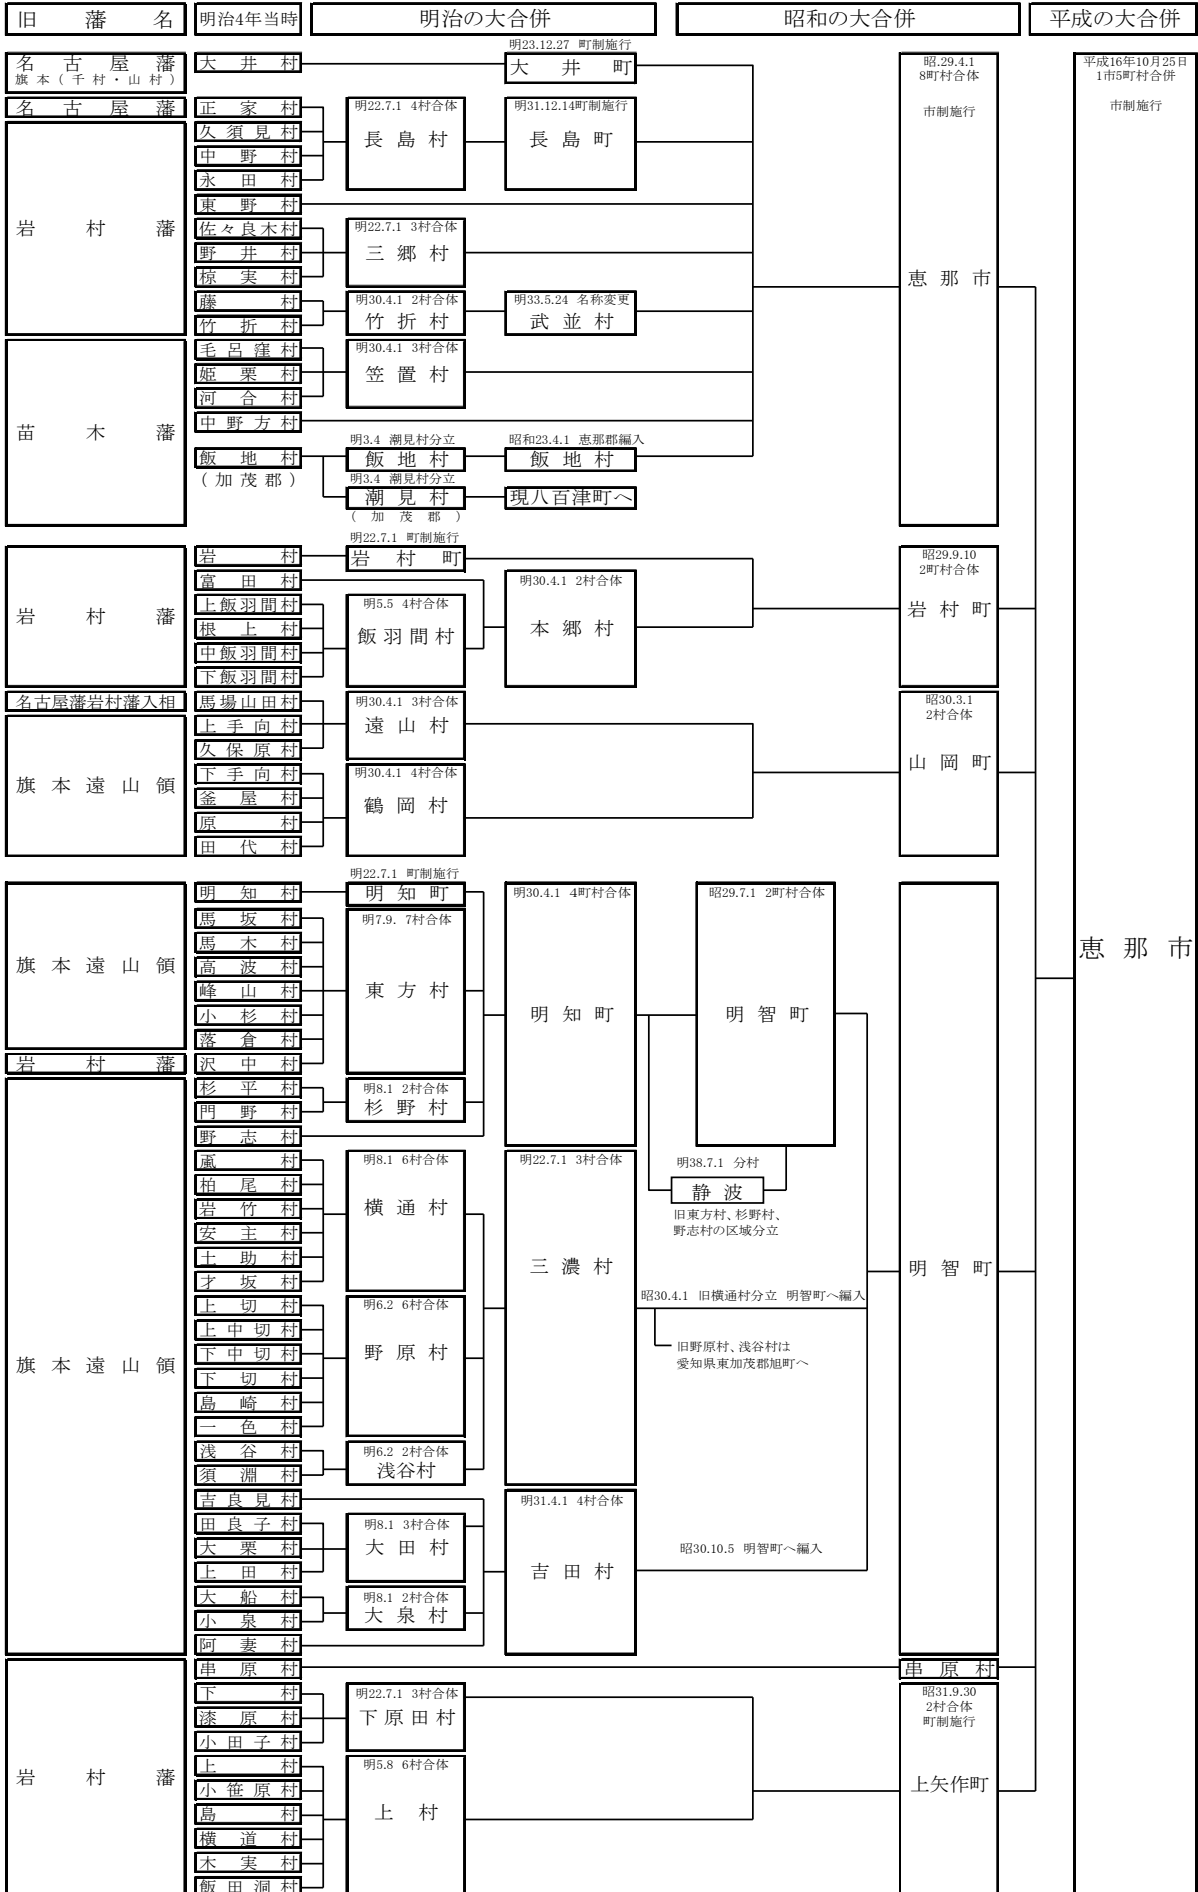 旧藩名
明治4年当時
明治の大合併
昭和の大合併
平成の大合併
名古屋藩
旗本(千村・山村)
大井村
明23.12.27 町制施行
大井町
昭.29.4.1
8町村合体
市制施行
平成16年10月25日
1市5町村合併
市制施行
名古屋藩
正家村
明22.7.1 4村合体
長島村
明31.12.14町制施行
長島町
岩村藩
久須見村
中野村
永田村
東野村
佐々良木村
明22.7.1 3村合体
三郷村
野井村
椋実村
恵那市
藤村
明30.4.1 2村合体
竹折村
明33.5.24 名称変更
武並村
竹折村
苗木藩
毛呂窪村
明30.4.1 3村合体
笠置村
姫栗村
河合村
中野方村
飯地村
(加茂郡)
明3.4 潮見村分立
飯地村
昭和23.4.1 恵那郡編入
飯地村
明3.4 潮見村分立
潮見村
(加茂郡)
現八百津町へ
岩村藩
岩村
明22.7.1 町制施行
岩村町
昭29.9.10
2町村合体
岩村町
富田村
明30.4.1 2村合体
本郷村
上飯羽間村
明5.5 4村合体
飯羽間村
根上村
中飯羽間村
下飯羽間村
名古屋藩岩村藩入相
馬場山田村
明30.4.1 3村合体
遠山村
昭30.3.1
2村合体
山岡町
旗本遠山領
上手向村
久保原村
下手向村
明30.4.1 4村合体
鶴岡村
釜屋村
原村
田代村
旗本遠山領
明知村
明22.7.1 町制施行
明知町
明30.4.1 4町村合体
明知町
昭29.7.1 2町村合体
明智町
馬坂村
明7.9. 7村合体
東方村
馬木村
高波村
峰山村
小杉村
落倉村
恵那市
岩村藩
沢中村
旗本遠山領
杉平村
明8.1 2村合体
杉野村
門野村
野志村
明38.7.1 分村
静波
旧東方村、杉野村、
野志村の区域分立
村
明8.1 6村合体
横通村
明22.7.1 3村合体
三濃村
柏尾村
岩竹村
安主村
土助村
才坂村
明智町
昭30.4.1 旧横通村分立 明智町へ編入
旧野原村、浅谷村は
愛知県東加茂郡旭町へ
上切村
明6.2 6村合体
野原村
上中切村
下中切村
下切村
島崎村
一色村
浅谷村
明6.2 2村合体
浅谷村
須淵村
吉良見村
明31.4.1 4村合体
吉田村
昭30.10.5 明智町へ編入
田良子村
明8.1 3村合体
大田村
大栗村
上田村
大船村
明8.1 2村合体
大泉村
小泉村
阿妻村
岩村藩
串原村
串原村
下村
明22.7.1 3村合体
下原田村
昭31.9.30
2村合体
町制施行
上矢作町
漆原村
小田子村
上村
明5.8 6村合体
上村
小笹原村
島村
横道村
木実村
飯田洞村